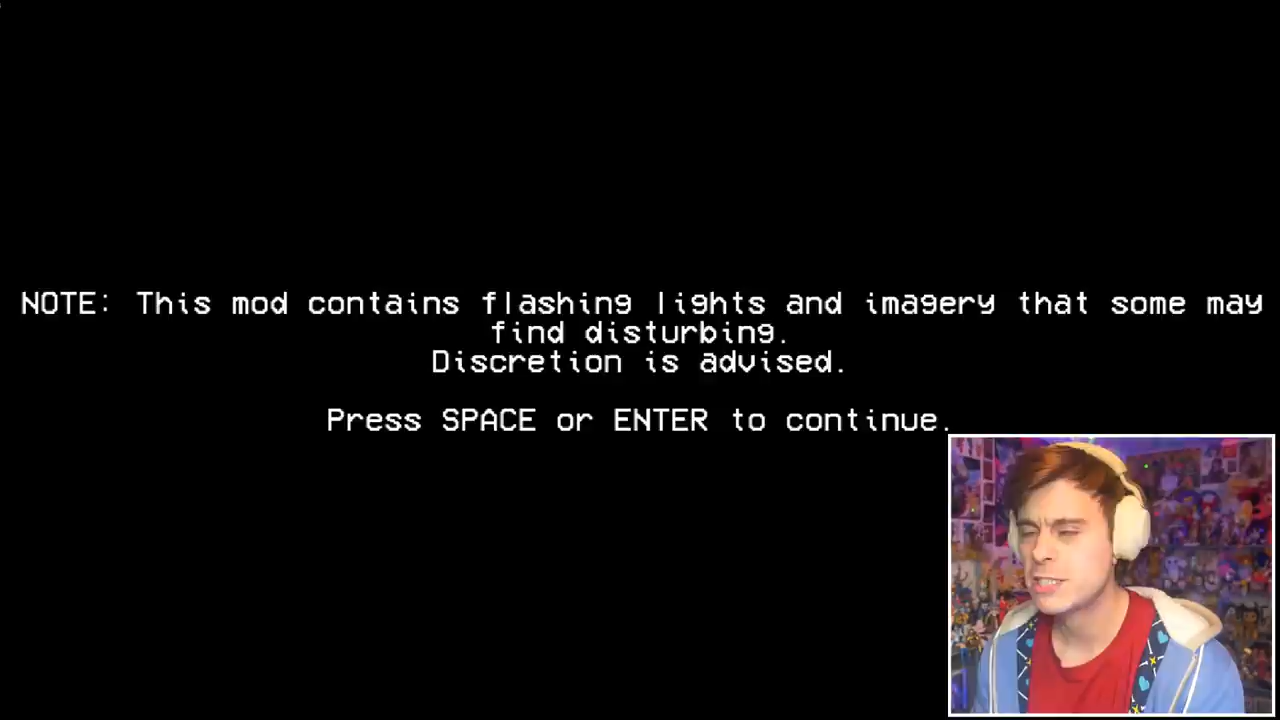 NOTE: This mod contains flashing lights and imagery that some may
find disturbing.
Discretion is advised.
Press SPACE or ENTER to continue.